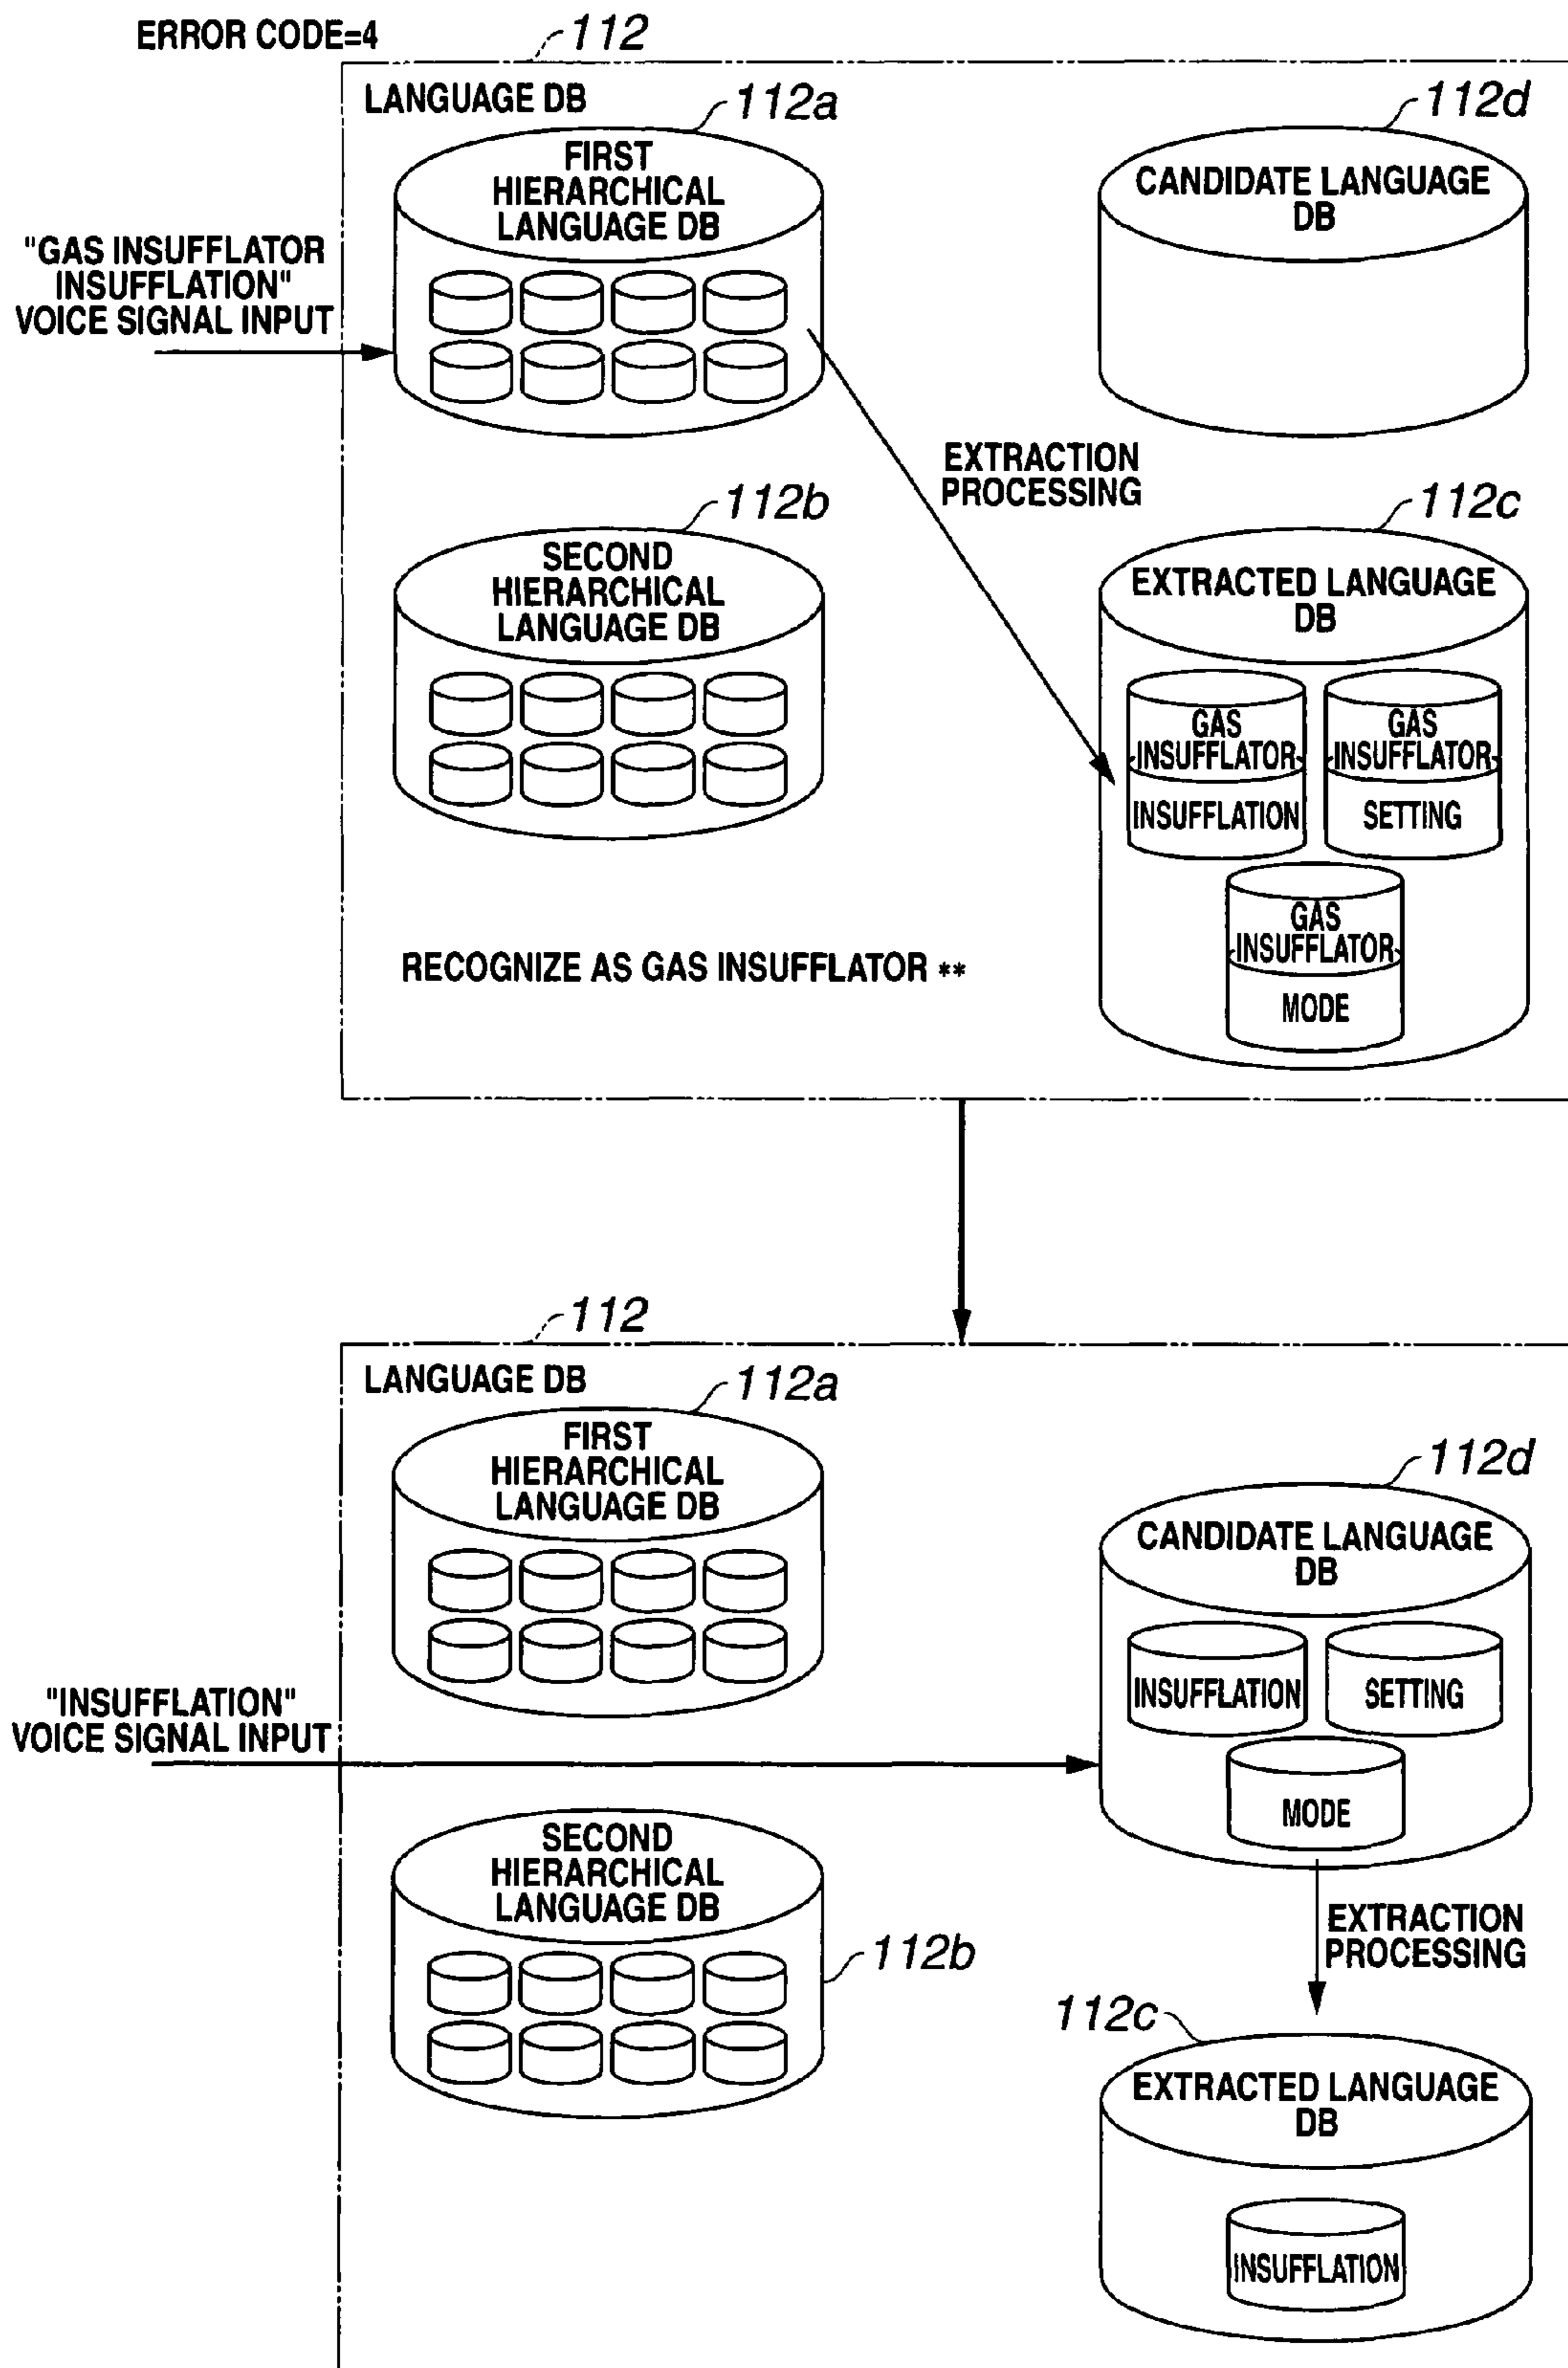 ERROR CODE=4
112
LANGUAGE DB
112a
FIRST
HIERARCHICAL
LANGUAGE DB
112d
CANDIDATE LANGUAGE
DB
"GAS INSUFFLATOR
INSUFFLATION"
VOICE SIGNAL INPUT
EXTRACTION
PROCESSING
112b
SECOND
HIERARCHICAL
LANGUAGE DB
112c
EXTRACTED LANGUAGE
DB
GAS
INSUFFLATOR
INSUFFLATION
GAS
INSUFFLATOR
SETTING
GAS
INSUFFLATOR
MODE
RECOGNIZE AS GAS INSUFFLATOR **
112
LANGUAGE DB
112a
FIRST
HIERARCHICAL
LANGUAGE DB
112d
CANDIDATE LANGUAGE
DB
INSUFFLATION
SETTING
MODE
"INSUFFLATION"
VOICE SIGNAL INPUT
SECOND
HIERARCHICAL
LANGUAGE DB
112b
EXTRACTION
PROCESSING
112c
EXTRACTED LANGUAGE
DB
INSUFFLATION